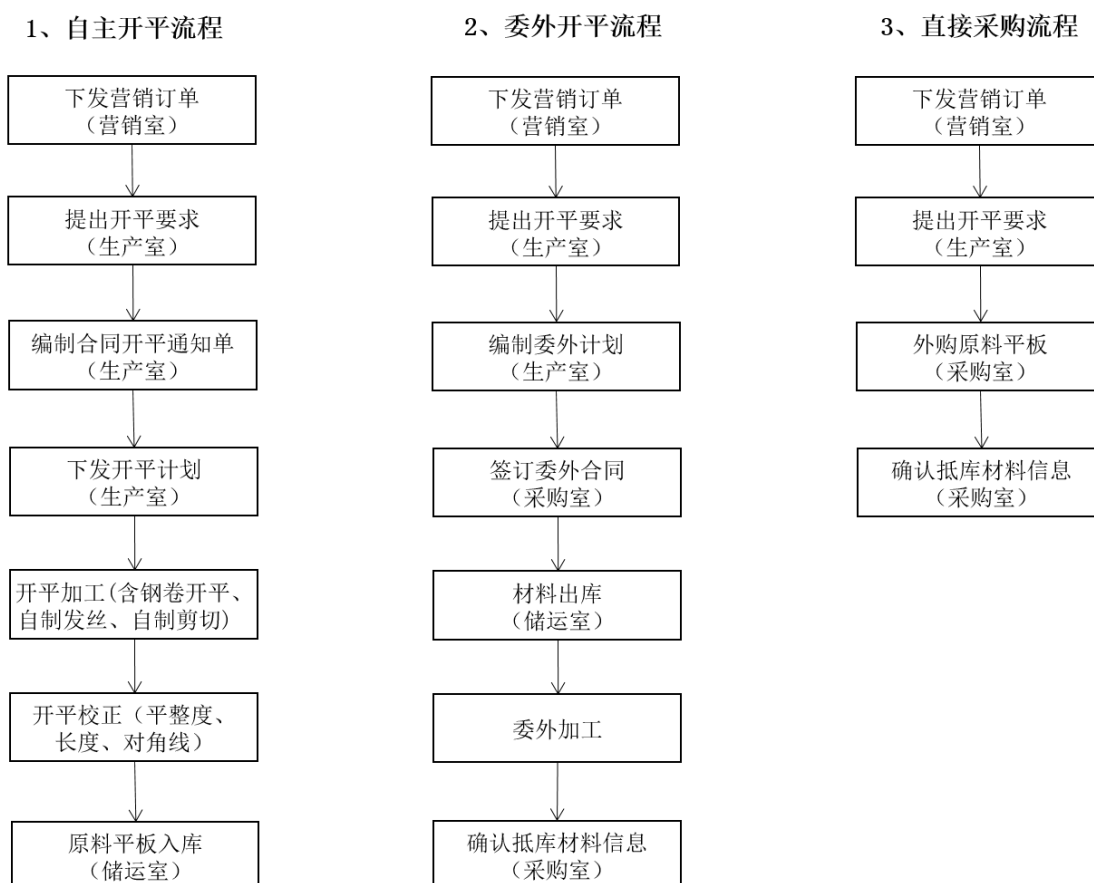 1、自主开平流程
下发营销订单
（营销室）
提出开平要求
（生产室）
编制合同开平通知单
（生产室）
下发开平计划
（生产室）
开平加工(含钢卷开平、
自制发丝、自制剪切)
开平校正（平整度、
长度、对角线）
原料平板入库
（储运室）
2、委外开平流程
下发营销订单
（营销室）
提出开平要求
（生产室）
编制委外计划
（生产室）
签订委外合同
（采购室）
材料出库
（储运室）
委外加工
确认抵库材料信息
（采购室）
3、直接采购流程
下发营销订单
（营销室）
提出开平要求
（生产室）
外购原料平板
（采购室）
确认抵库材料信息
（采购室）